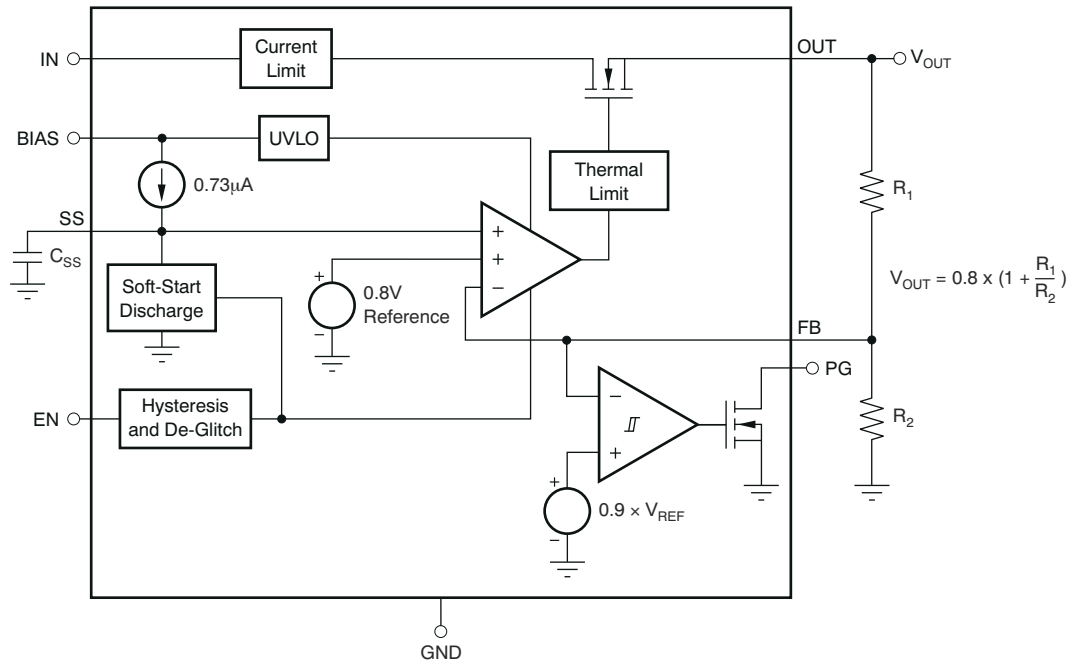 IN
Current
Limit
OUT
V_OUT
BIAS
UVLO
0.73µA
Thermal
Limit
R_1
SS
C_SS
+
+
−
Soft-Start
Discharge
+
0.8V
Reference
−
V_OUT = 0.8 x (1 + R_1/R_2)
FB
PG
EN
Hysteresis
and De-Glitch
−
+
R_2
+
0.9 × V_REF
−
GND